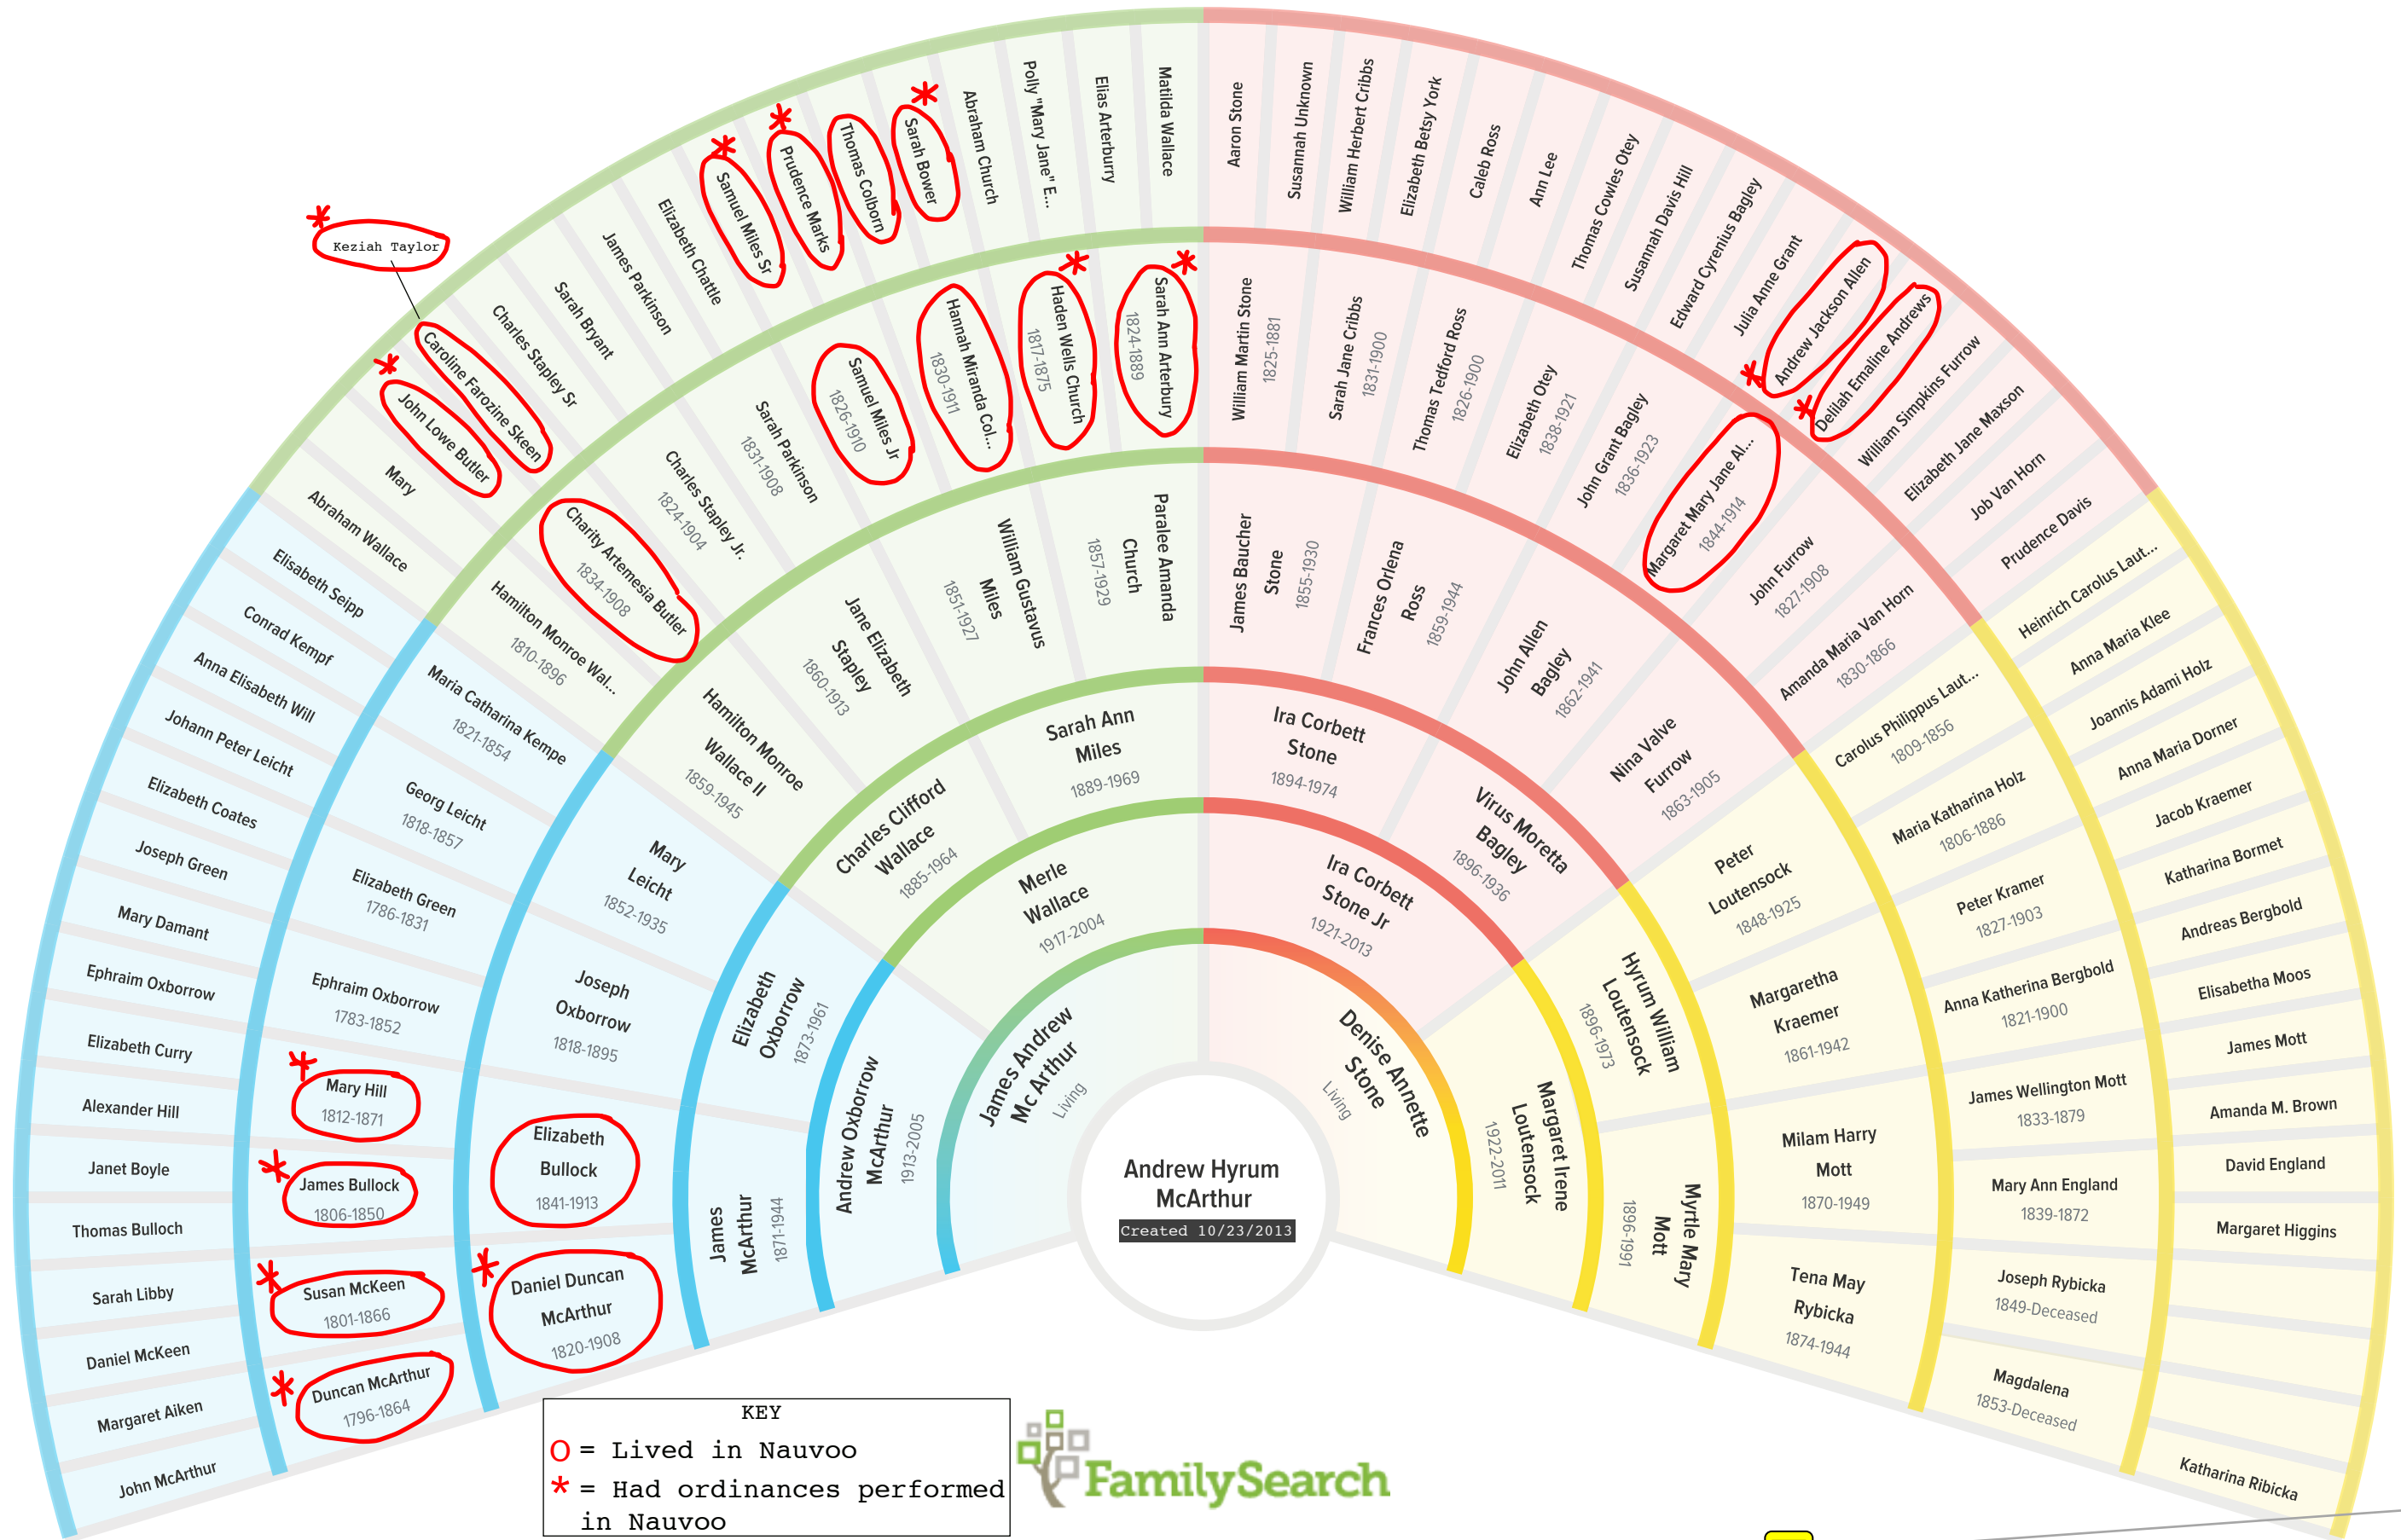 Andrew Hyrum
McArthur
Created 10/23/2013
James Andrew
Mc Arthur
Living
Denise Annette
Stone
Living
Andrew Oxborrow
McArthur
1913-2005
Merle
Wallace
1917-2004
Ira Corbett
Stone Jr
1921-2013
Margaret Irene
Loutensock
1922-2011
James
McArthur
1871-1944
Elizabeth
Oxborrow
1873-1961
Charles Clifford
Wallace
1885-1964
Sarah Ann
Miles
1889-1969
Ira Corbett
Stone
1894-1974
Virus Moretta
Bagley
1896-1936
Hyrum William
Loutensock
1896-1973
Myrtle Mary
Mott
1896-1991
Daniel Duncan
McArthur
1820-1908
Elizabeth
Bullock
1841-1913
Joseph
Oxborrow
1818-1895
Mary
Leicht
1852-1935
Hamilton Monroe
Wallace II
1859-1945
Jane Elizabeth
Stapley
1860-1913
William Gustavus
Miles
1851-1927
Paralee Amanda
Church
1857-1929
James Baucher
Stone
1855-1930
Frances Orlena
Ross
1859-1944
John Allen
Bagley
1862-1941
Nina Valve
Furrow
1863-1905
Peter
Loutensock
1848-1925
Margaretha
Kraemer
1861-1942
Milam Harry
Mott
1870-1949
Tena May
Rybicka
1874-1944
Duncan McArthur
1796-1864
Susan McKeen
1801-1866
James Bullock
1806-1850
Mary Hill
1812-1871
Ephraim Oxborrow
1783-1852
Elizabeth Green
1786-1831
Georg Leicht
1818-1857
Maria Catharina Kempe
1821-1854
Hamilton Monroe Wal...
1810-1896
Charity Artemesia Butler
1834-1908
Charles Stapley Jr.
1824-1904
Sarah Parkinson
1831-1908
Samuel Miles Jr
1826-1910
Hannah Miranda Col...
1830-1911
Haden Wells Church
1817-1875
Sarah Ann Arterbury
1824-1889
William Martin Stone
1825-1881
Sarah Jane Cribbs
1831-1900
Thomas Tedford Ross
1826-1900
Elizabeth Otey
1838-1921
John Grant Bagley
1836-1923
Margaret Mary Jane Al...
1844-1914
John Furrow
1827-1908
Amanda Maria Van Horn
1830-1866
Carolus Philippus Laut...
1809-1856
Maria Katharina Holz
1806-1886
Peter Kramer
1827-1903
Anna Katherina Bergbold
1821-1900
James Wellington Mott
1833-1879
Mary Ann England
1839-1872
Joseph Rybicka
1849-Deceased
Magdalena
1853-Deceased
John McArthur
Margaret Aiken
Daniel McKeen
Sarah Libby
Thomas Bulloch
Janet Boyle
Alexander Hill
Elizabeth Curry
Ephraim Oxborrow
Mary Damant
Joseph Green
Elizabeth Coates
Johann Peter Leicht
Anna Elisabeth Will
Conrad Kempf
Elisabeth Seipp
Abraham Wallace
Mary
John Lowe Butler
Caroline Farozine Skeen
Keziah Taylor
Charles Stapley Sr
Sarah Bryant
James Parkinson
Elizabeth Chattle
Samuel Miles Sr
Prudence Marks
Thomas Colborn
Sarah Bower
Abraham Church
Polly "Mary Jane" E...
Elias Arterburry
Matilda Wallace
Aaron Stone
Susannah Unknown
William Herbert Cribbs
Elizabeth Betsy York
Caleb Ross
Ann Lee
Thomas Cowles Otey
Susannah Davis Hill
Edward Cyrenius Bagley
Julia Anne Grant
Andrew Jackson Allen
Delilah Emaline Andrews
William Simpkins Furrow
Elizabeth Jane Maxson
Job Van Horn
Prudence Davis
Heinrich Carolus Laut...
Anna Maria Klee
Joannis Adami Holz
Anna Maria Dorner
Jacob Kraemer
Katharina Bormet
Andreas Bergbold
Elisabetha Moos
James Mott
Amanda M. Brown
David England
Margaret Higgins
Katharina Ribicka
KEY
O = Lived in Nauvoo
* = Had ordinances performed
in Nauvoo
FamilySearch